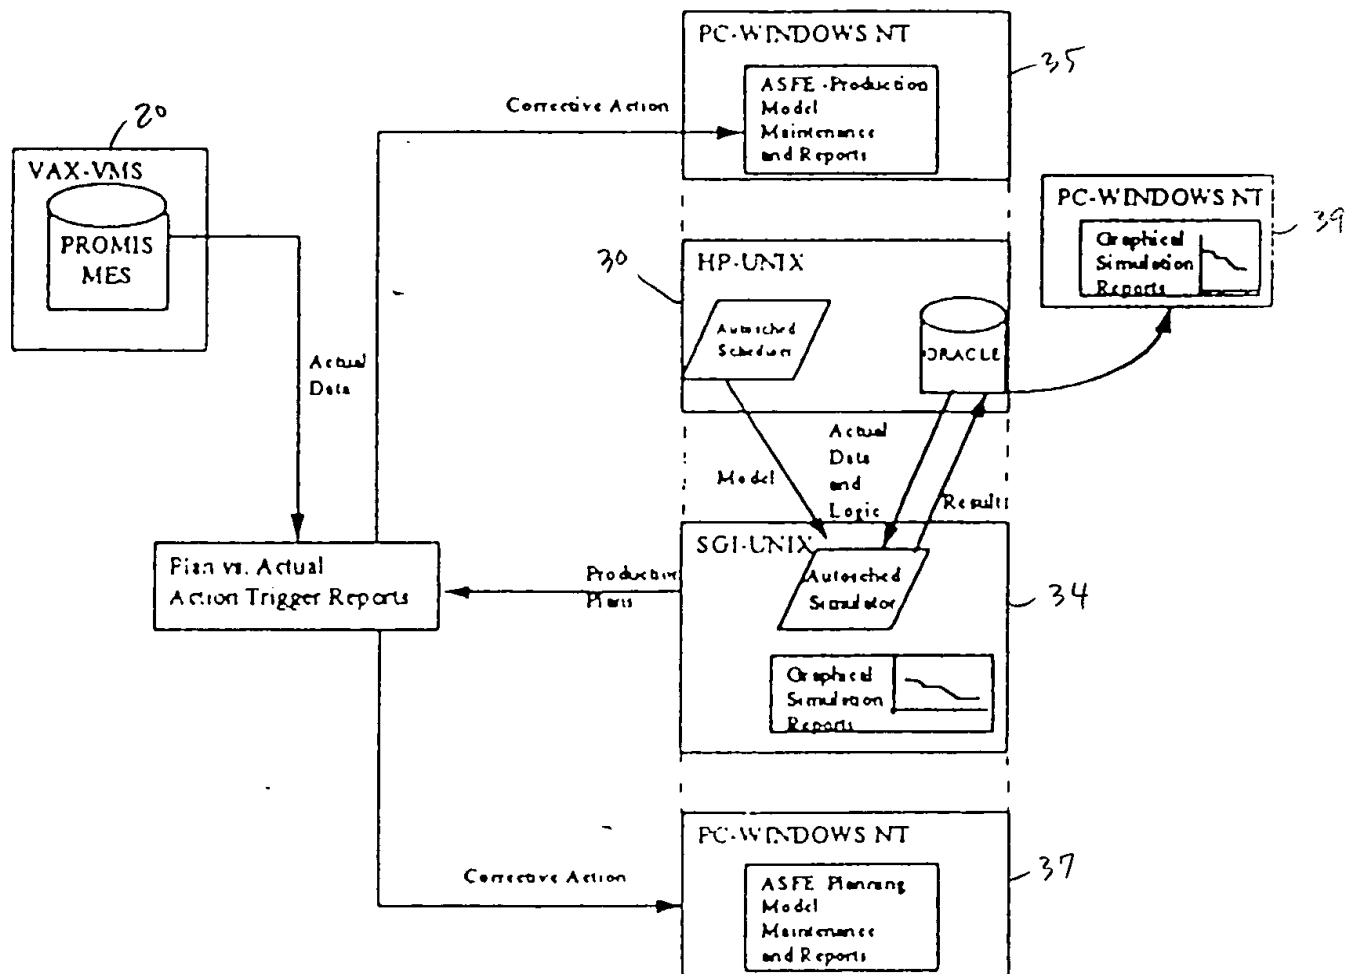 PC-WINDOWS NT
35
ASFE -Production
Model
Maintenance
and Reports
Corrective Action
20
VAX-VMS
PROMIS
MES
PC-WINDOWS NT
39
Graphical
Simulation
Reports
30
HP-UNIX
Autosched
Scheduler
ORACLE
Actual
Data
Actual
Data
and
Logic
Model
Results
SGI-UNIX
Plan vs. Actual
Action Trigger Reports
Production
Plans
Autosched
Simulator
34
Graphical
Simulation
Reports
PC-WINDOWS NT
37
Corrective Action
ASFE Planning
Model
Maintenance
and Reports